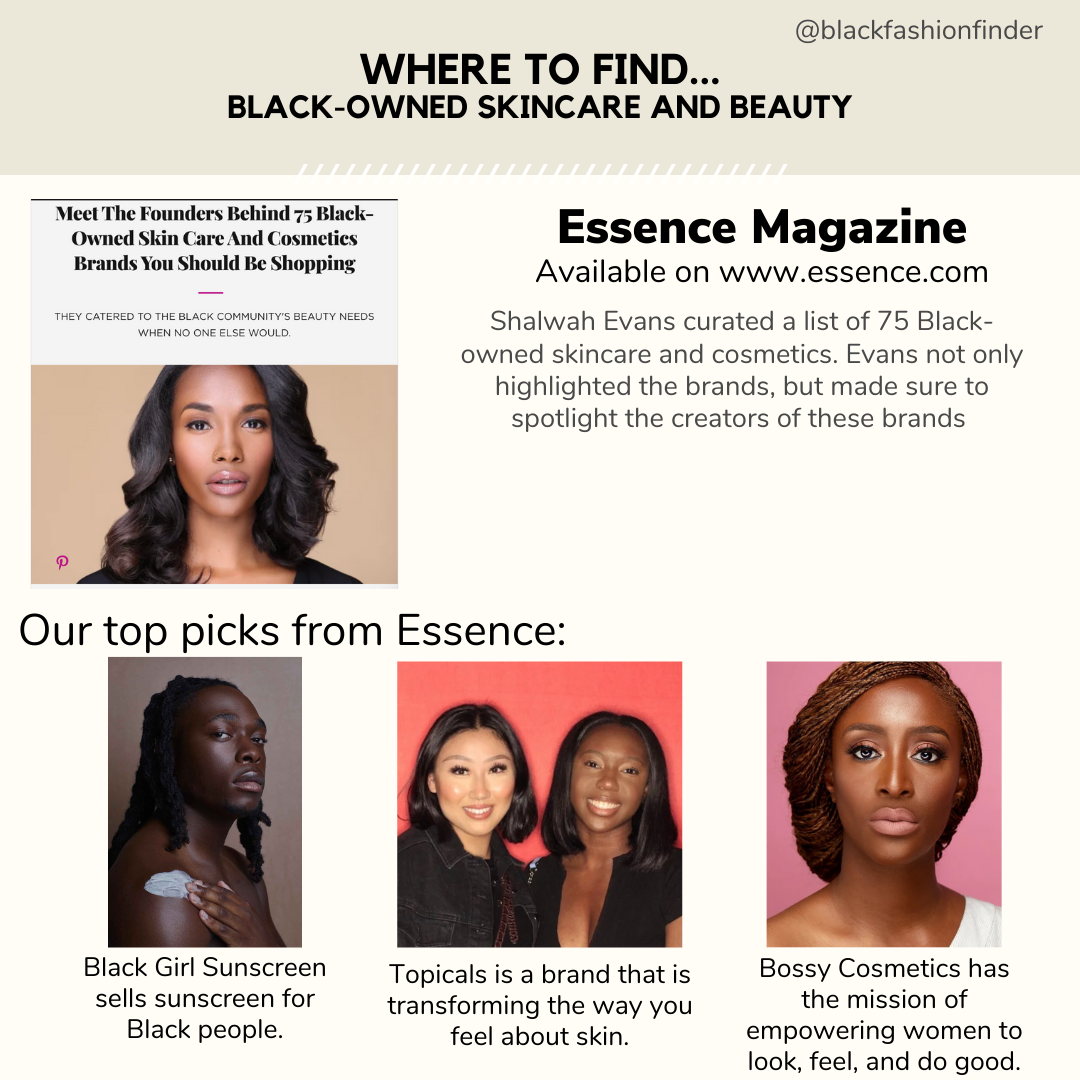 @blackfashionfinder
WHERE TO FIND...
BLACK-OWNED SKINCARE AND BEAUTY
Meet The Founders Behind 75 Black-
Owned Skin Care And Cosmetics
Brands You Should Be Shopping
THEY CATERED TO THE BLACK COMMUNITY'S BEAUTY NEEDS
WHEN NO ONE ELSE WOULD.
Essence Magazine
Available on www.essence.com
Shalwah Evans curated a list of 75 Black-
owned skincare and cosmetics. Evans not only
highlighted the brands, but made sure to
spotlight the creators of these brands
Our top picks from Essence:
Black Girl Sunscreen
sells sunscreen for
Black people.
Topicals is a brand that is
transforming the way you
feel about skin.
Bossy Cosmetics has
the mission of
empowering women to
look, feel, and do good.